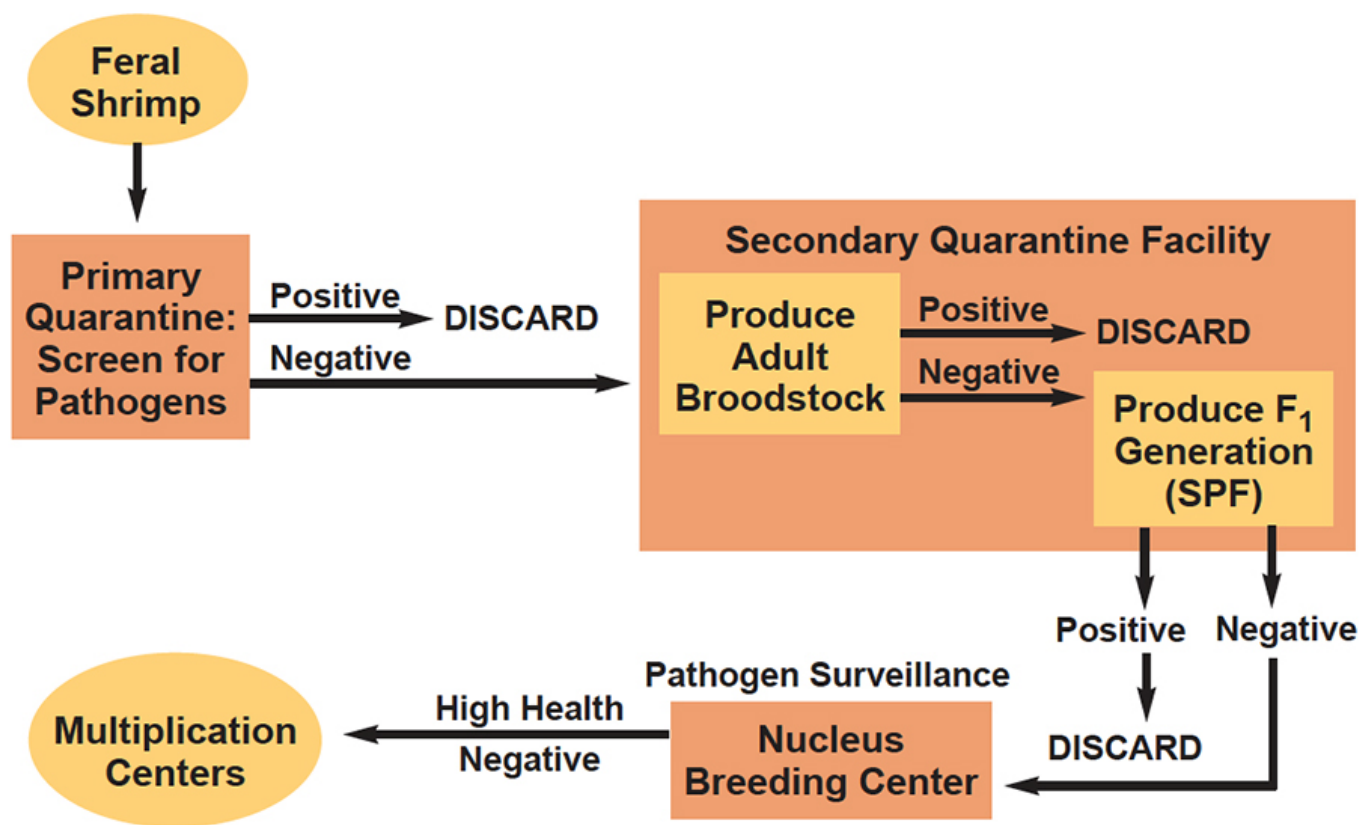 Feral
Shrimp
Primary
Quarantine:
Screen for
Pathogens
Positive
DISCARD
Negative
Secondary Quarantine Facility
Produce
Adult
Broodstock
Positive
DISCARD
Negative
Produce F₁
Generation
(SPF)
Positive
Negative
DISCARD
Pathogen Surveillance
Nucleus
Breeding Center
High Health
Negative
Multiplication
Centers